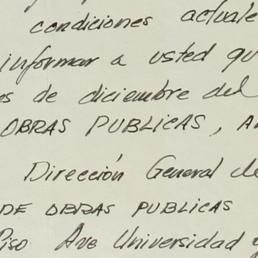 condiciones actuale
informar a usted qu
os de diciembre del
OBRAS PUBLICAS, A
Dirección General de
DE OBRAS PUBLICAS
Piso Ave Universidad y